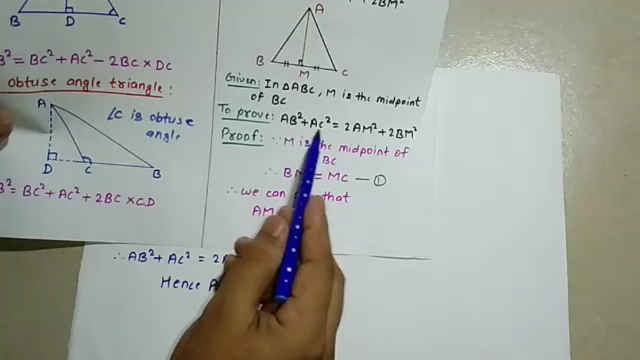 B D C
B² = BC² + AC² - 2BC × DC
obtuse angle triangle:
A
∠C is obtuse
angle
D C B
B² = BC² + AC² + 2BC × CD
+ 2BM²
A
B M C
Given: In △ABC, M is the midpoint
of BC
To prove: AB² + AC² = 2AM² + 2BM²
Proof: ∵ M is the midpoint of
BC
= MC — ①
∴ we can that
AM
∴ AB² + AC² = 2A
Hence P